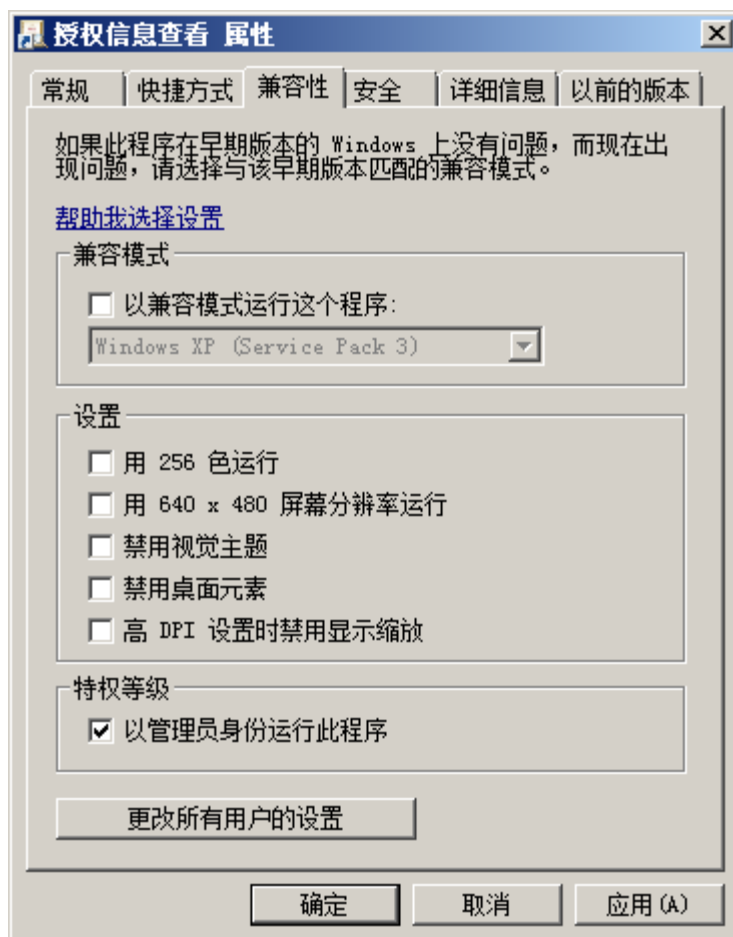 授权信息查看 属性
常规 快捷方式 兼容性 安全 详细信息 以前的版本
如果此程序在早期版本的 Windows 上没有问题，而现在出
现问题，请选择与该早期版本匹配的兼容模式。
帮助我选择设置
兼容模式
以兼容模式运行这个程序:
Windows XP (Service Pack 3)
设置
用 256 色运行
用 640 x 480 屏幕分辨率运行
禁用视觉主题
禁用桌面元素
高 DPI 设置时禁用显示缩放
特权等级
以管理员身份运行此程序
更改所有用户的设置
确定 取消 应用(A)